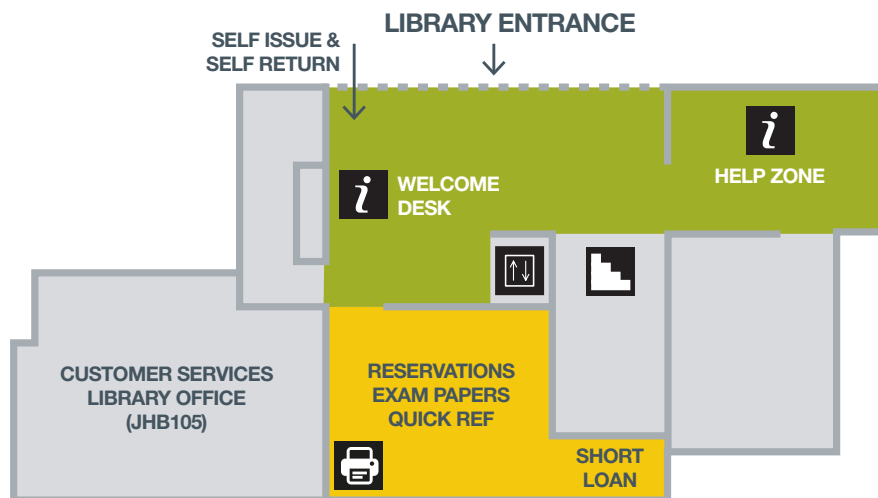 LIBRARY ENTRANCE
SELF ISSUE &
SELF RETURN
i
HELP ZONE
i
WELCOME
DESK
CUSTOMER SERVICES
LIBRARY OFFICE
(JHB105)
RESERVATIONS
EXAM PAPERS
QUICK REF
SHORT
LOAN